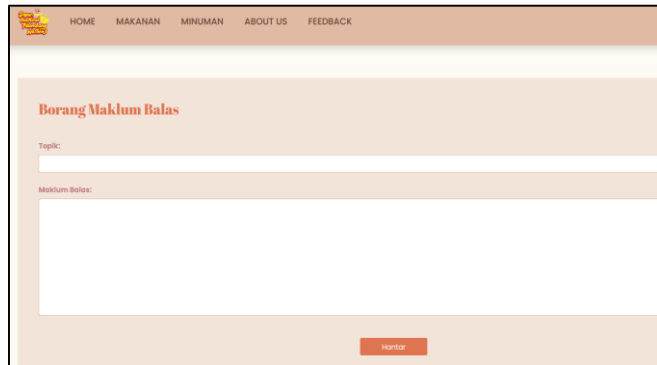 HOME MAKANAN MINUMAN ABOUT US FEEDBACK
Borang Maklum Balas
Topik:
Maklum Balas:
Hantar